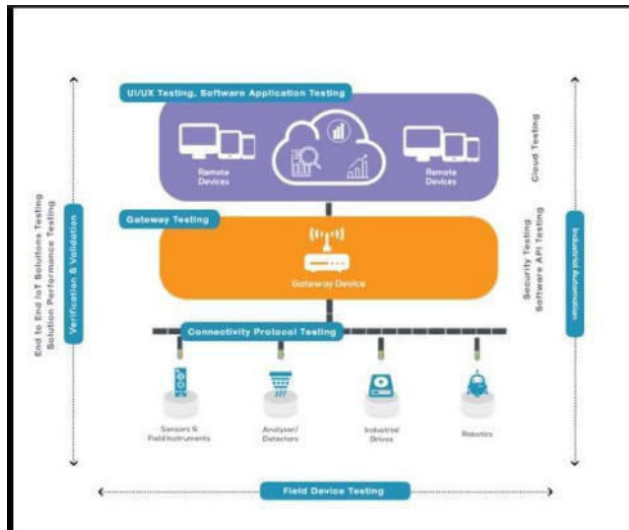 UI/UX Testing, Software Application Testing
Remote
Devices
Remote
Devices
Cloud Testing
Gateway Testing
Gateway Device
Security Testing
Software API Testing
End to End IoT Solutions Testing
Solution Performance Testing
Verification & Validation
Industrial Automation
Connectivity Protocol Testing
Sensors &
Field Instruments
Analyser/
Detectors
Industrial
Drives
Robotics
Field Device Testing